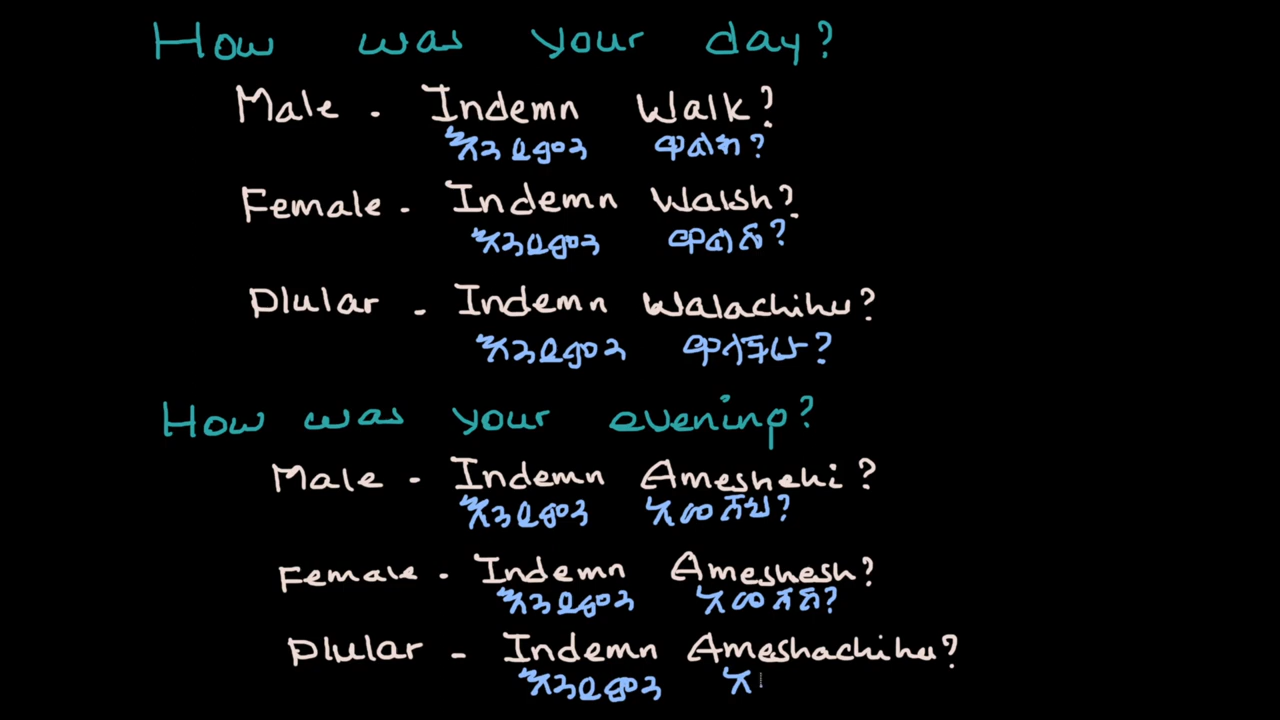 How was your day?
Male - Indemn Walk?
እንደምን ዋልክ?
Female - Indemn Walsh?
እንደምን ዋልሽ?
Plular - Indemn Walachihu?
እንደምን ዋላችሁ?
How was your evening?
Male - Indemn Ameshehi?
እንደምን አመሸህ?
Female - Indemn Ameshesh?
እንደምን አመሸሽ?
Plular - Indemn Ameshachihu?
እንደምን አ